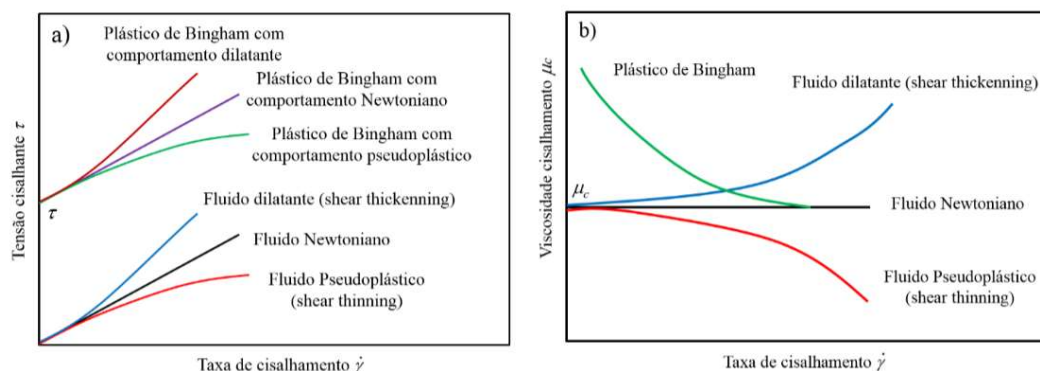 a)
Plástico de Bingham com
comportamento dilatante
Plástico de Bingham com
comportamento Newtoniano
Plástico de Bingham com
comportamento pseudoplástico
Tensão cisalhante τ
τ
Fluido dilatante (shear thickenning)
Fluido Newtoniano
Fluido Pseudoplástico
(shear thinning)
Taxa de cisalhamento γ̇
b)
Plástico de Bingham
Fluido dilatante (shear thickenning)
Viscosidade cisalhamento μc
μc
Fluido Newtoniano
Fluido Pseudoplástico
(shear thinning)
Taxa de cisalhamento γ̇